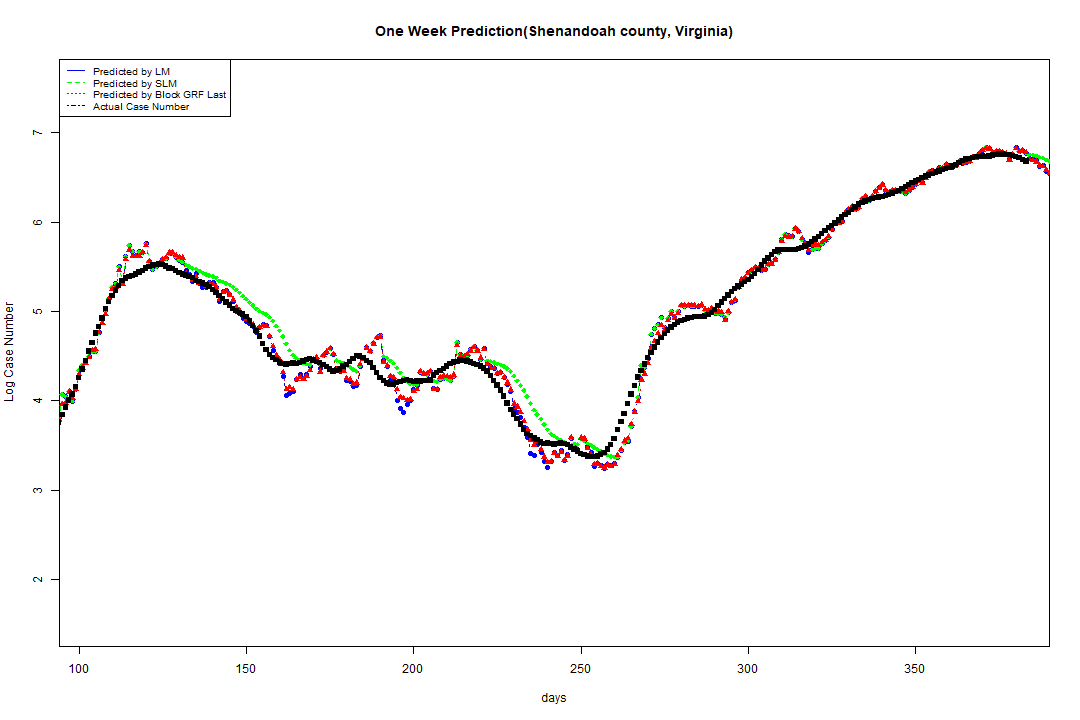 One Week Prediction(Shenandoah county, Virginia)
Predicted by LM
Predicted by SLM
Predicted by Block GRF Last
Actual Case Number
7
6
5
4
3
2
Log Case Number
100 150 200 250 300 350
days